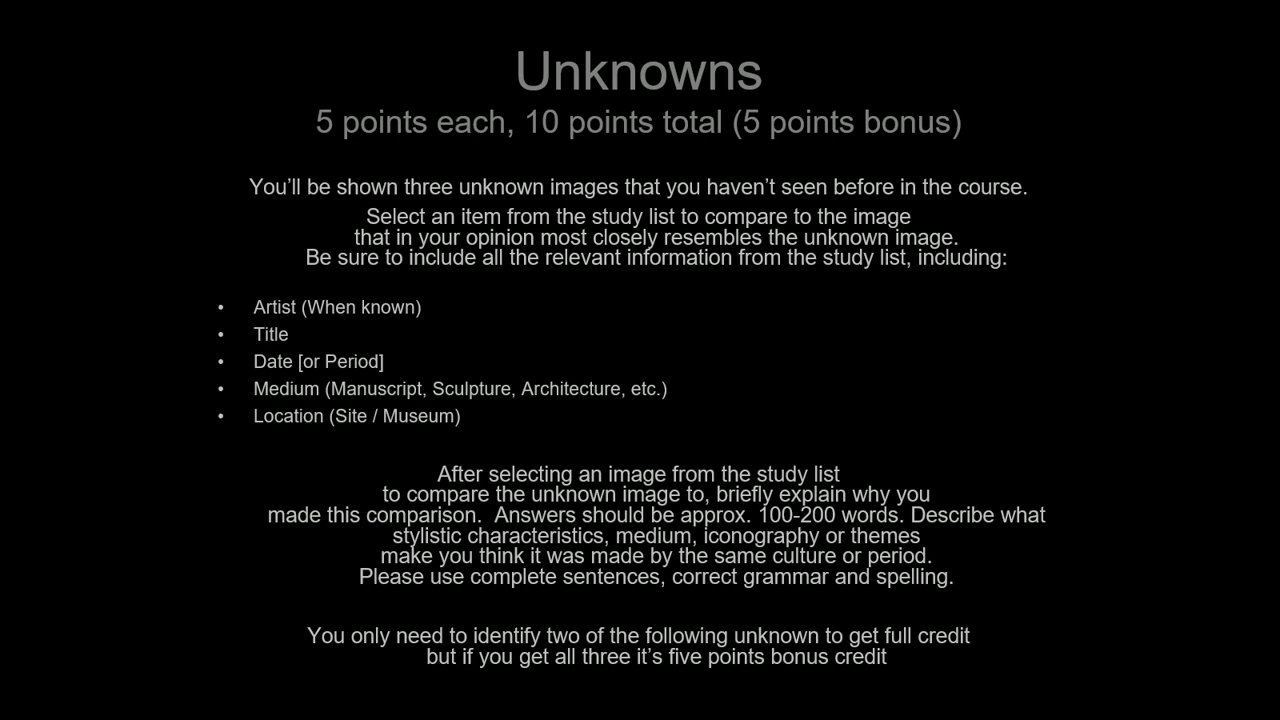 Unknowns
5 points each, 10 points total (5 points bonus)
You’ll be shown three unknown images that you haven’t seen before in the course.
Select an item from the study list to compare to the image
that in your opinion most closely resembles the unknown image.
Be sure to include all the relevant information from the study list, including:
• Artist (When known)
• Title
• Date [or Period]
• Medium (Manuscript, Sculpture, Architecture, etc.)
• Location (Site / Museum)
After selecting an image from the study list
to compare the unknown image to, briefly explain why you
made this comparison.  Answers should be approx. 100-200 words. Describe what
stylistic characteristics, medium, iconography or themes
make you think it was made by the same culture or period.
Please use complete sentences, correct grammar and spelling.
You only need to identify two of the following unknown to get full credit
but if you get all three it’s five points bonus credit